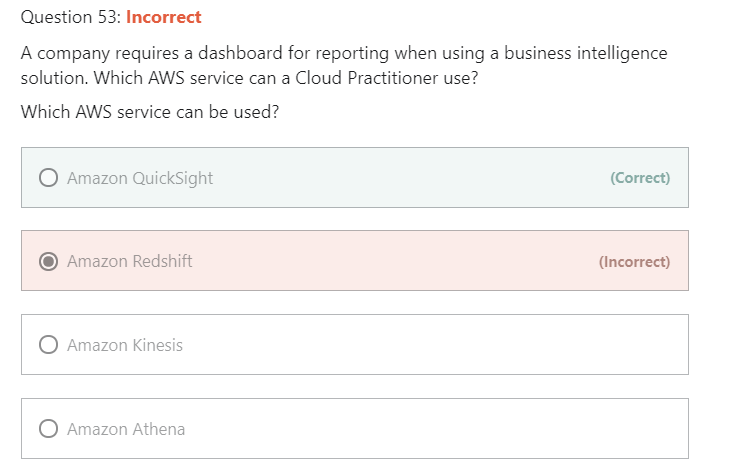 Question 53: Incorrect
A company requires a dashboard for reporting when using a business intelligence
solution. Which AWS service can a Cloud Practitioner use?
Which AWS service can be used?
Amazon QuickSight (Correct)
Amazon Redshift (Incorrect)
Amazon Kinesis
Amazon Athena